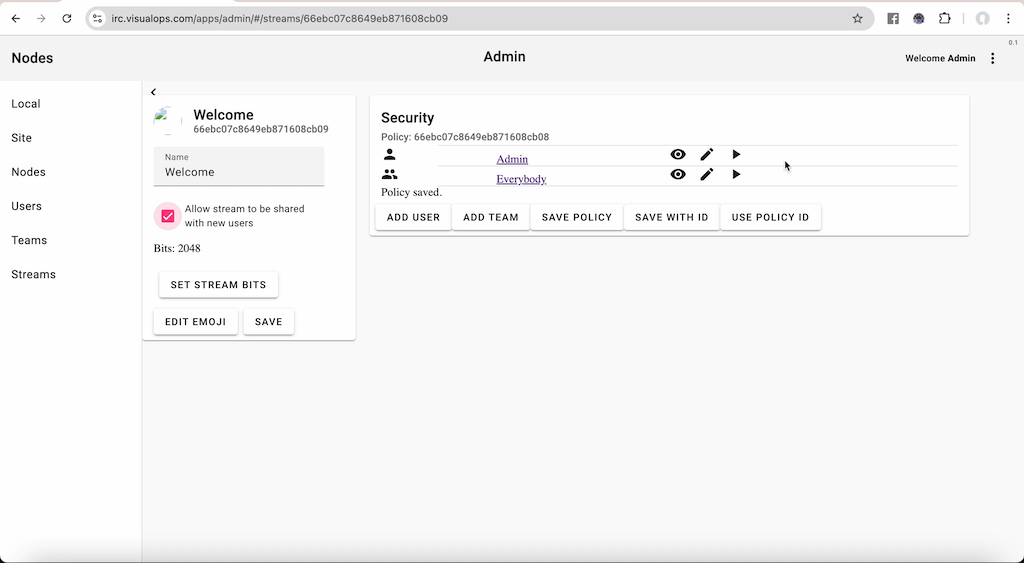 irc.visualops.com/apps/admin/#/streams/66ebc07c8649eb871608cb09
0.1
Nodes
Admin
Welcome Admin
Local
Site
Nodes
Users
Teams
Streams
Welcome
66ebc07c8649eb871608cb09
Name
Welcome
Allow stream to be shared
with new users
Bits: 2048
SET STREAM BITS
EDIT EMOJI SAVE
Security
Policy: 66ebc07c8649eb871608cb08
Admin
Everybody
Policy saved.
ADD USER ADD TEAM SAVE POLICY SAVE WITH ID USE POLICY ID